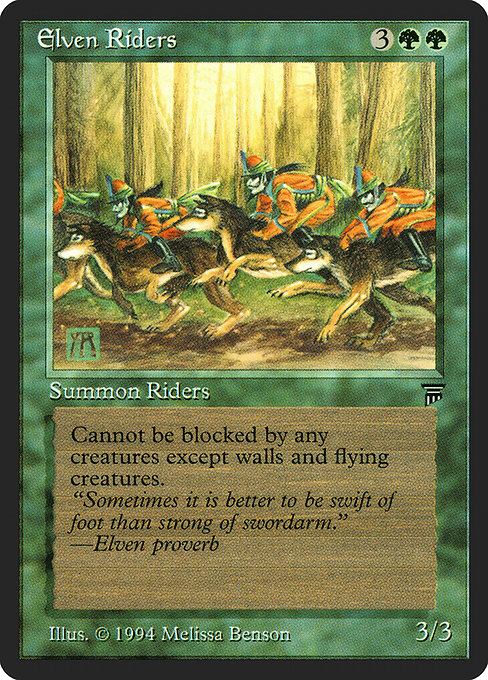 Elven Riders 3
Summon Riders
Cannot be blocked by any
creatures except walls and flying
creatures.
“Sometimes it is better to be swift of
foot than strong of swordarm.”
—Elven proverb
Illus. © 1994 Melissa Benson 3/3